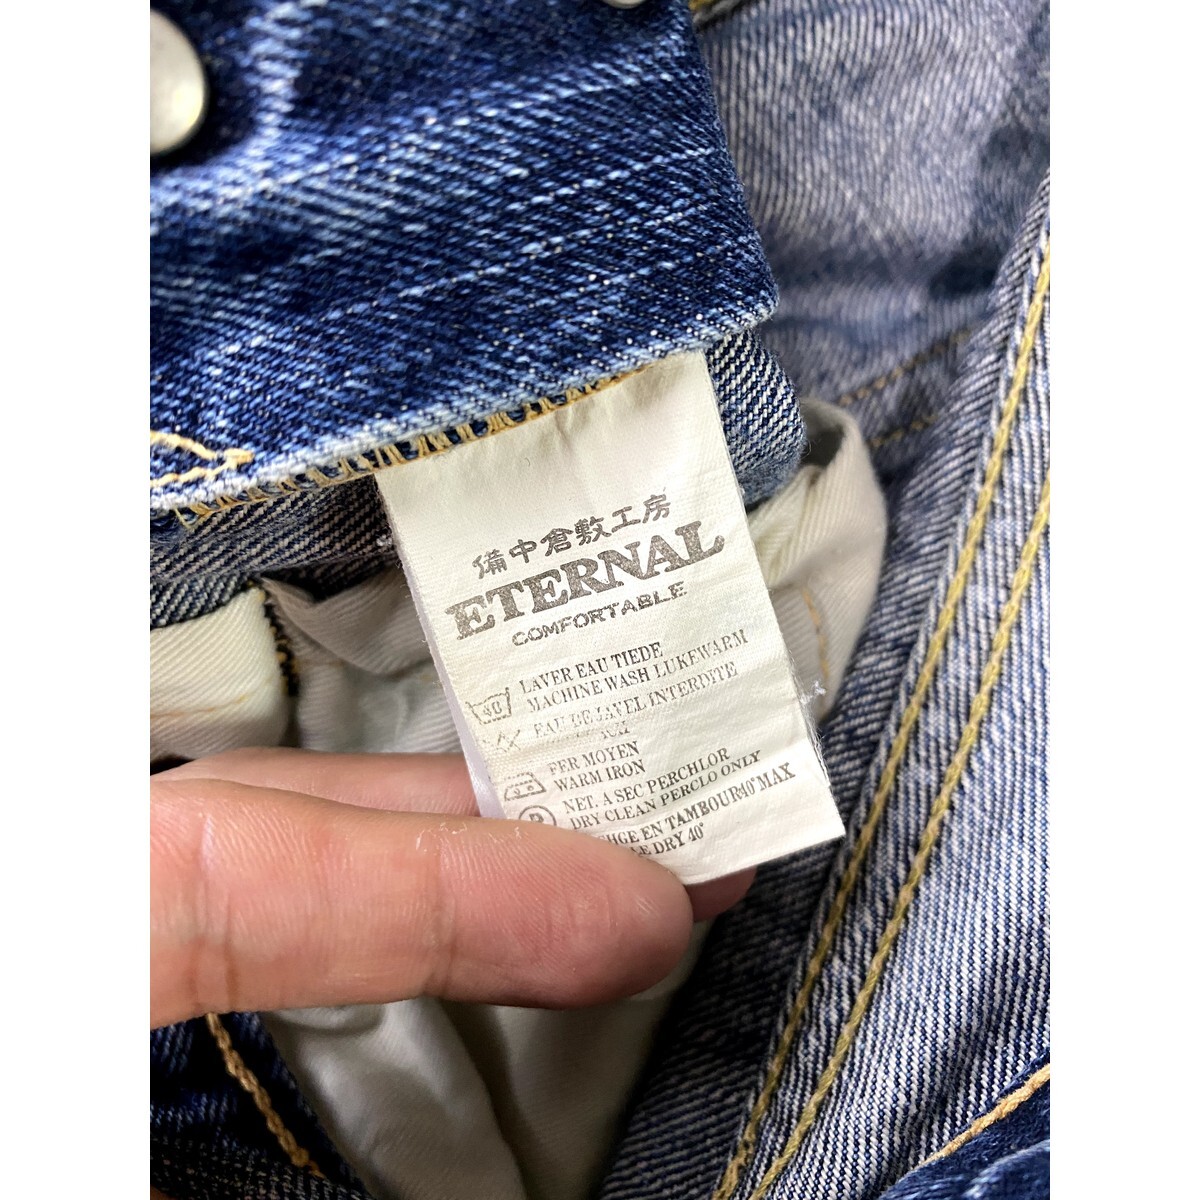 備中倉敷工房
ETERNAL
COMFORTABLE
40
LAVER EAU TIEDE
MACHINE WASH LUKEWARM
EAU DE JAVEL INTERDITE
FER MOYEN
WARM IRON
P
NET. A SEC PERCHLOR
DRY CLEAN PERCLO ONLY
EN TAMBOUR40°MAX
DRY 40°